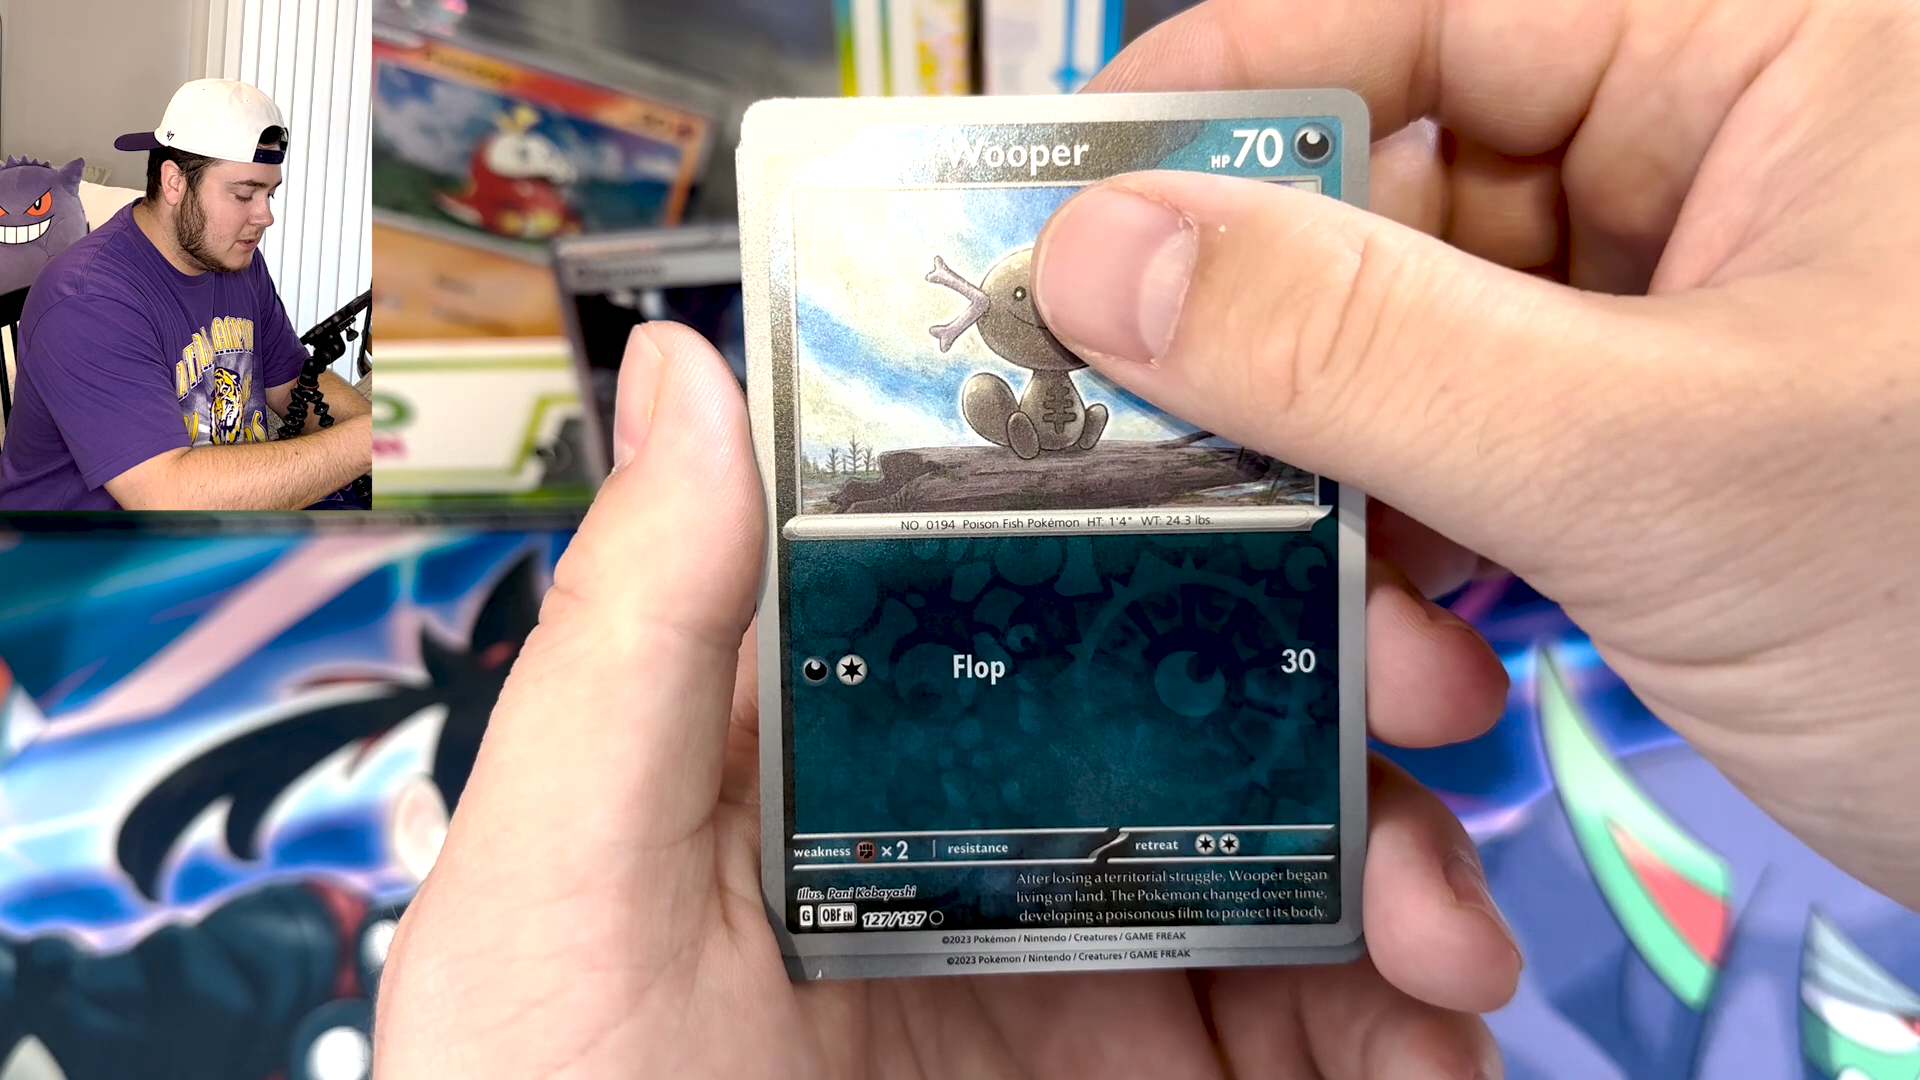 Wooper
HP 70
NO. 0194 Poison Fish Pokémon HT: 1'4" WT: 24.3 lbs.
Flop 30
weakness ×2 resistance retreat
After losing a territorial struggle, Wooper began
living on land. The Pokémon changed over time,
developing a poisonous film to protect its body.
Illus. Pani Kobayashi
G OBF EN 127/197
©2023 Pokémon / Nintendo / Creatures / GAME FREAK
©2023 Pokémon / Nintendo / Creatures / GAME FREAK